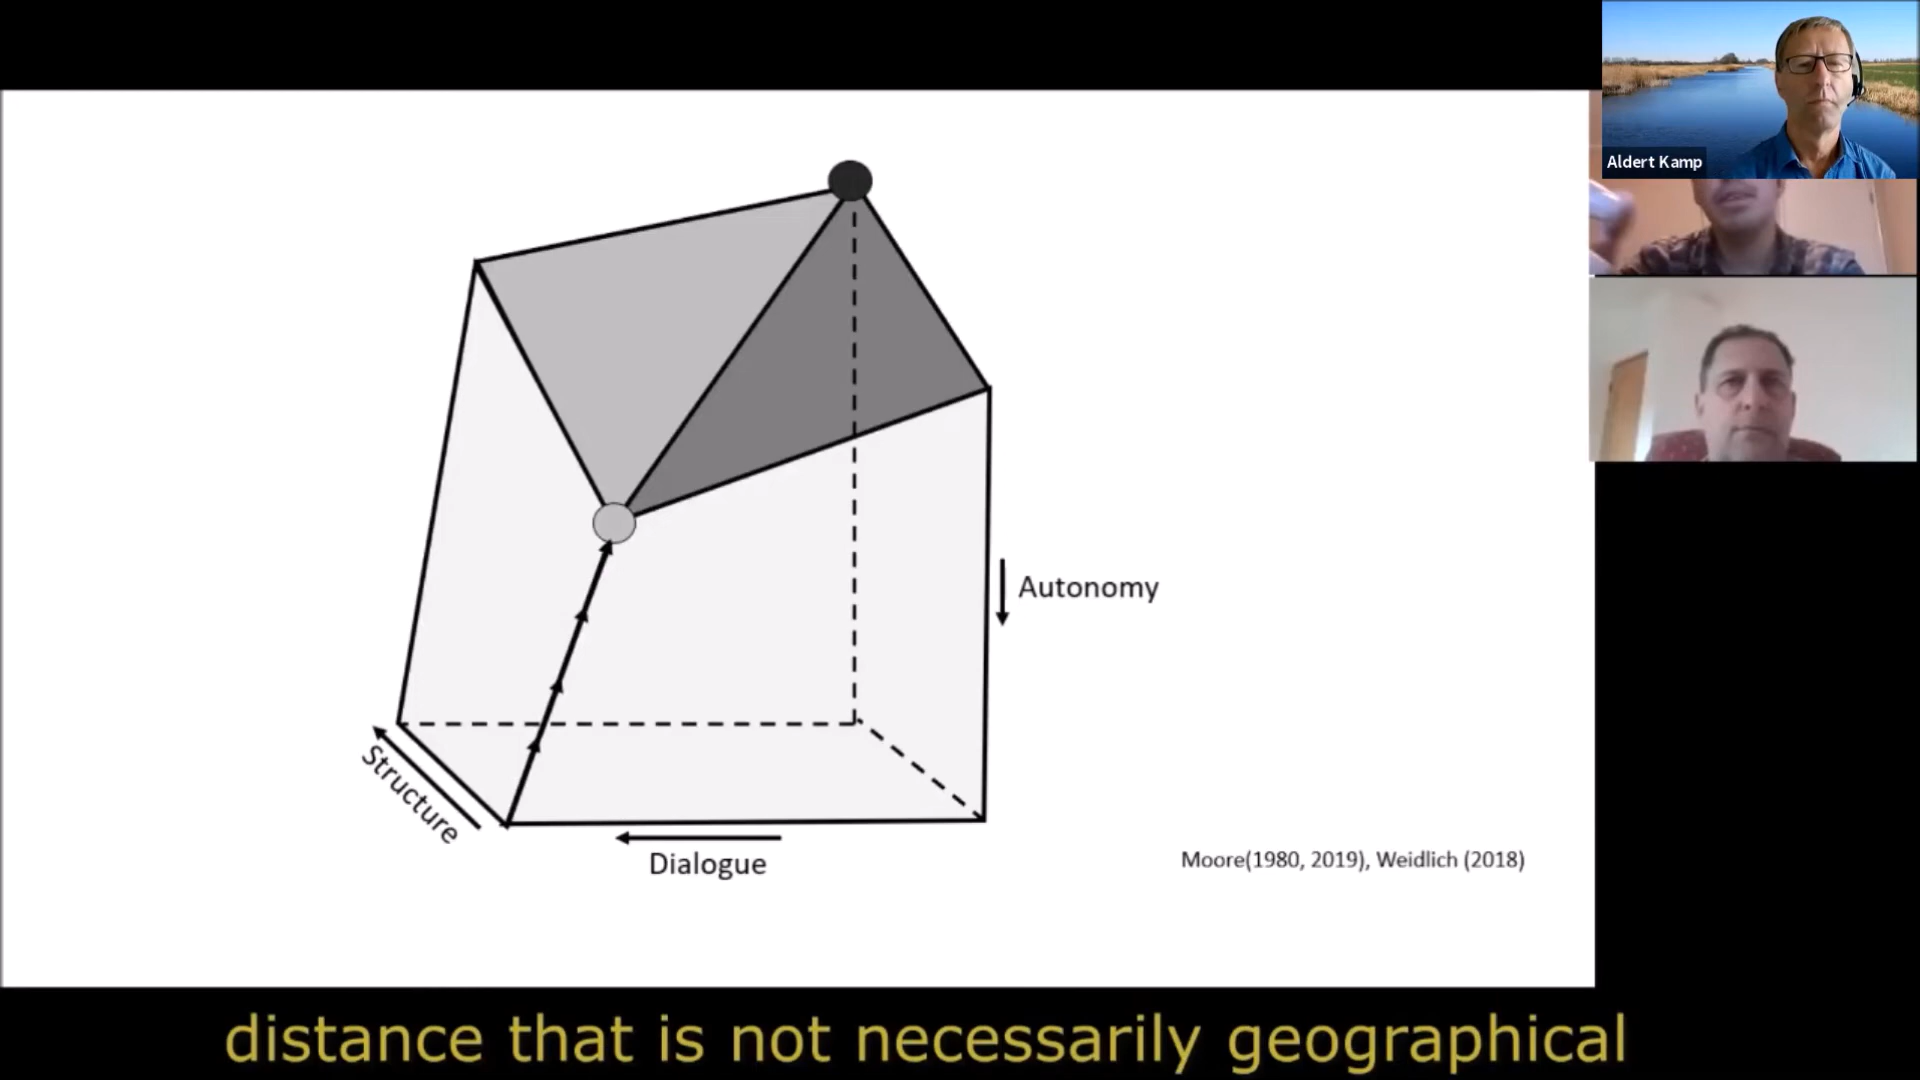 Aldert Kamp
Autonomy
Structure
Dialogue
Moore(1980, 2019), Weidlich (2018)
distance that is not necessarily geographical